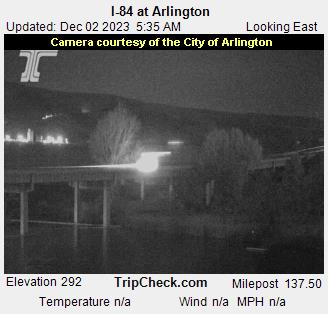 I-84 at Arlington
Updated: Dec 02 2023 5:35 AM Looking East
Camera courtesy of the City of Arlington
Elevation 292 TripCheck.com Milepost 137.50
Temperature n/a Wind n/a MPH n/a